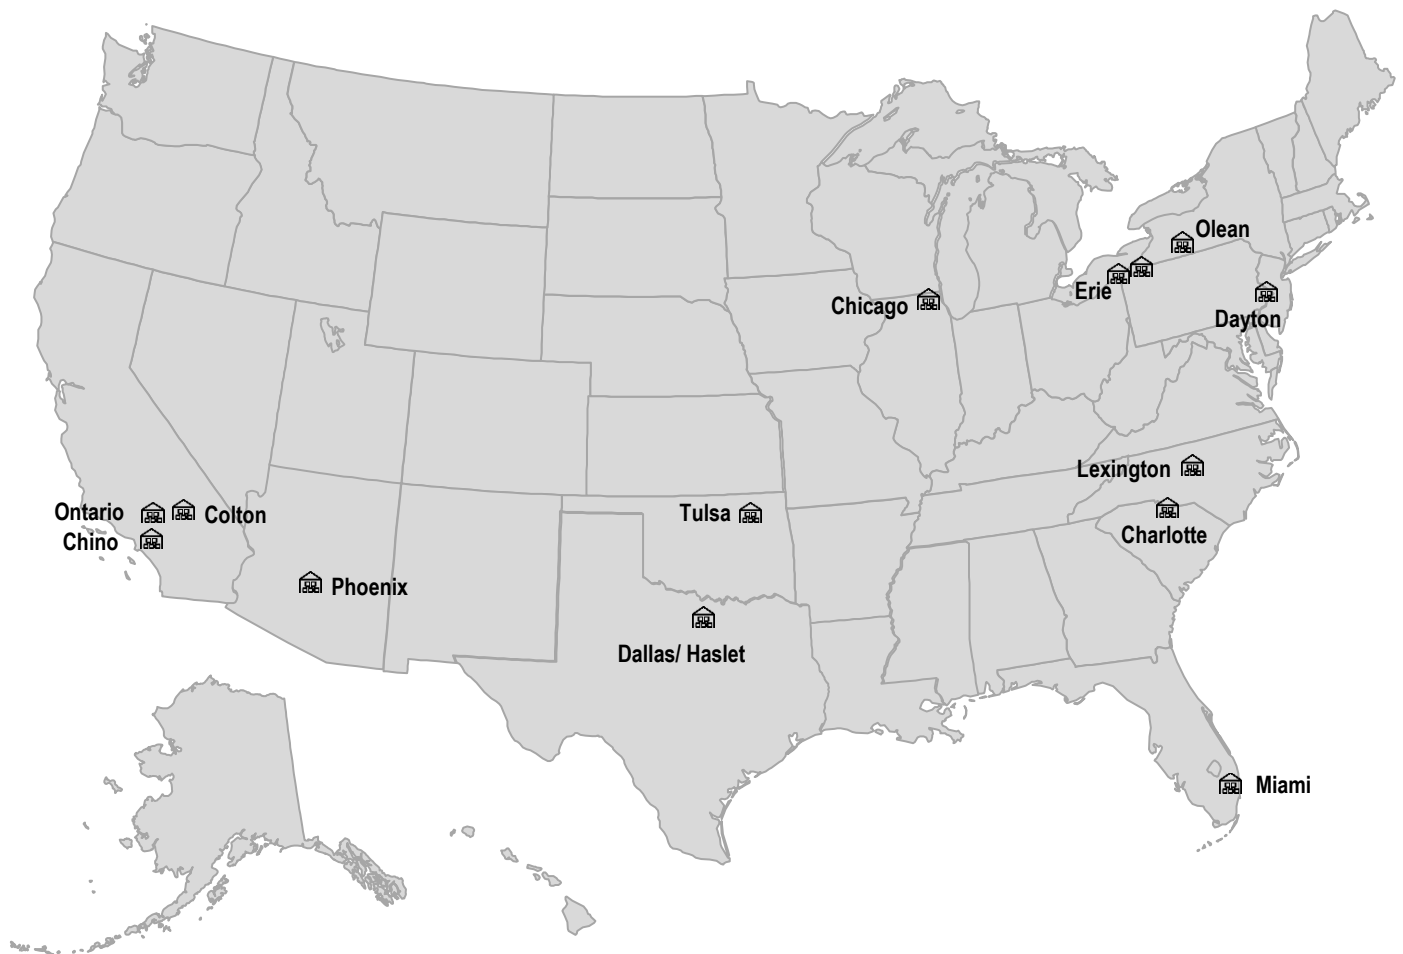 Olean
Erie
Chicago
Dayton
Lexington
Ontario
Colton
Tulsa
Charlotte
Chino
Phoenix
Dallas/ Haslet
Miami